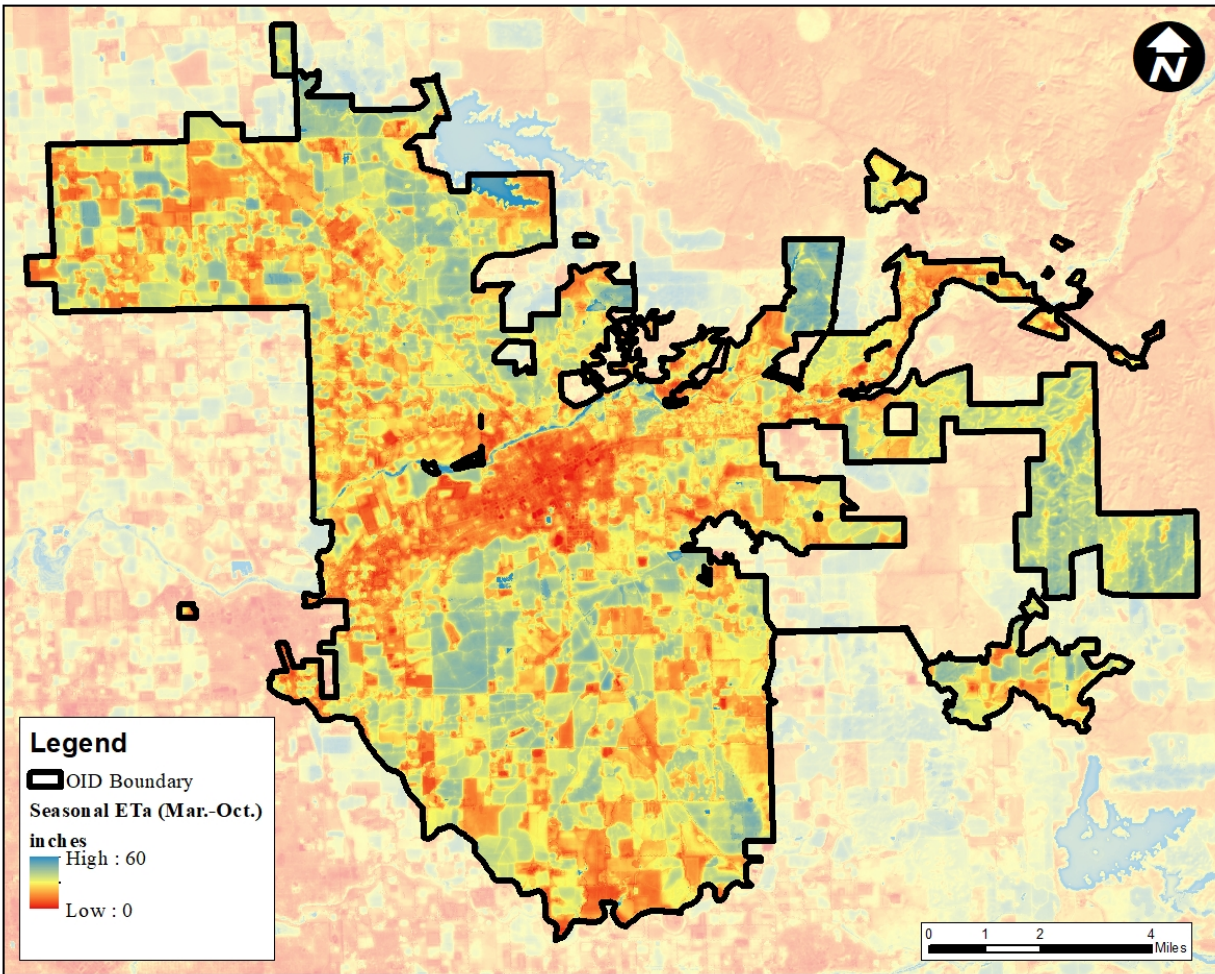 N
Legend
OID Boundary
Seasonal ETa (Mar.-Oct.)
inches
High : 60
Low : 0
0 1 2 4
Miles